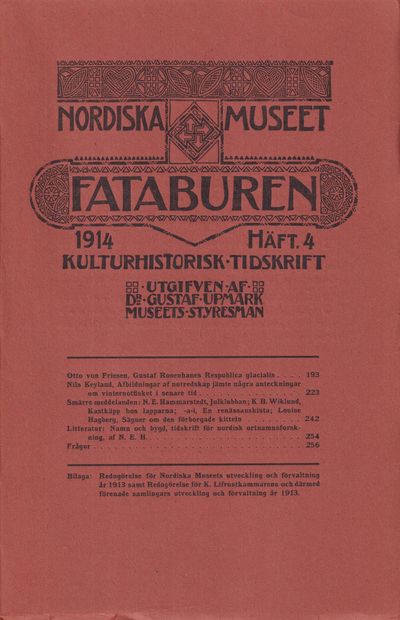 NORDISKA MUSEET
FATABUREN
1914 HÄFT. 4
KULTURHISTORISK·TIDSKRIFT
·UTGIFVEN·AF·
DR·GUSTAF·UPMARK
MUSEETS·STYRESMAN
Otto von Friesen, Gustaf Rosenhanes Respublica glacialis . . . . 193
Nils Keyland, Afbildningar af notredskap jämte några anteckningar
om vinternotfisket i senare tid . . . . . . . . . . . . . . . . 223
Smärre meddelanden: N. E. Hammarstedt, Julklubban; K. B. Wiklund,
Kantkäpp hos lapparna; -a-i, En renässanskista; Louise
Hagberg, Sägner om den förborgade kitteln . . . . . . . . 242
Litteratur: Namn och bygd, tidskrift för nordisk ortnamnsforsk-
ning, af N. E. H. . . . . . . . . . . . . . . . . . . . . . 254
Frågor . . . . . . . . . . . . . . . . . . . . . . . . . . . . 256
Bilaga: Redogörelse för Nordiska Museets utveckling och förvaltning
år 1913 samt Redogörelse för K. Lifrustkammarens och därmed
förenade samlingars utveckling och förvaltning år 1913.